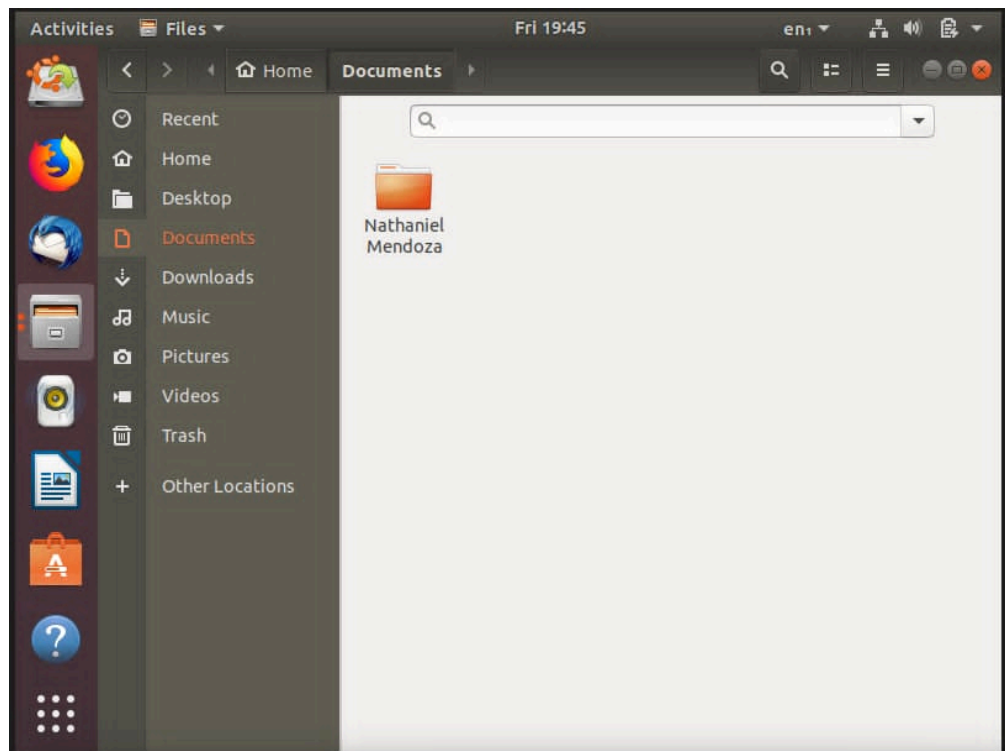 Activities Files Fri 19:45 en₁
Home Documents
Recent
Home
Desktop
Documents
Downloads
Music
Pictures
Videos
Trash
Other Locations
Nathaniel
Mendoza